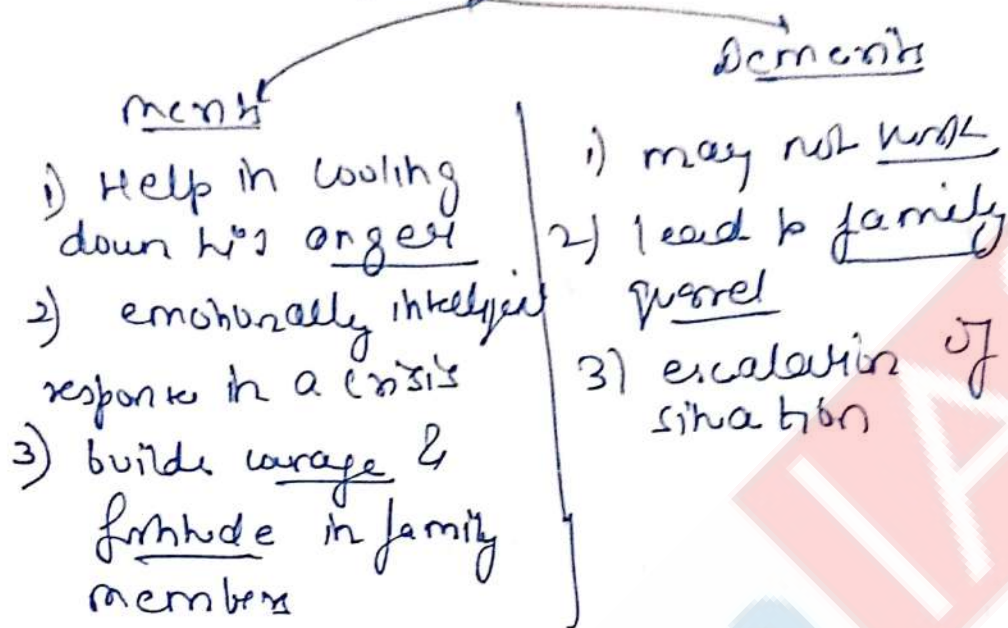 Merits
1) Help in cooling
down his anger
2) emotionally intelligent
response in a crisis
3) builds courage &
fortitude in family
members
Demerits
1) may not work
2) lead to family
quarrel
3) escalation of
situation